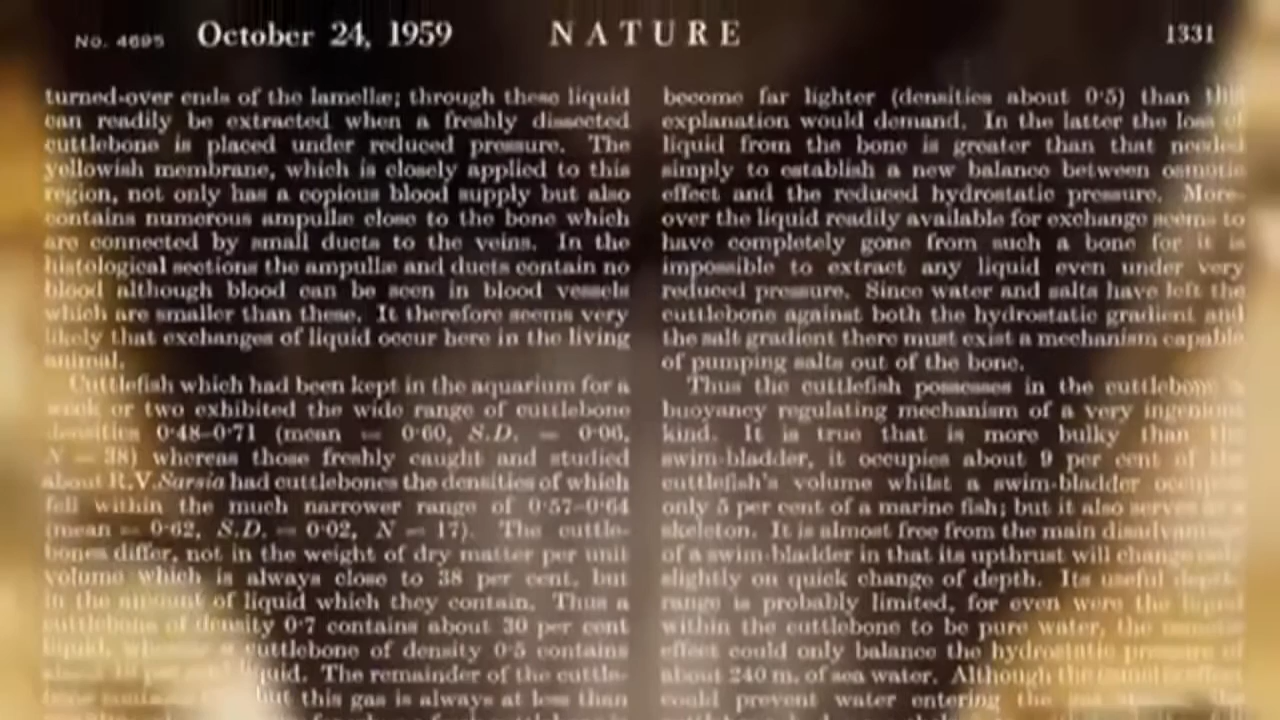 No. 4695 October 24, 1959 NATURE 1331
turned-over ends of the lamellæ; through these liquid
can readily be extracted when a freshly dissected
cuttlebone is placed under reduced pressure. The
yellowish membrane, which is closely applied to this
region, not only has a copious blood supply but also
contains numerous ampullæ close to the bone which
are connected by small ducts to the veins. In the
histological sections the ampullæ and ducts contain no
blood although blood can be seen in blood vessels
which are smaller than these. It therefore seems very
likely that exchanges of liquid occur here in the living
animal.
Cuttlefish which had been kept in the aquarium for a
week or two exhibited the wide range of cuttlebone
densities 0·48–0·71 (mean = 0·60, S.D. = 0·06,
N = 38) whereas those freshly caught and studied
about R.V. Sarsia had cuttlebones the densities of which
fell within the much narrower range of 0·57–0·64
(mean = 0·62, S.D. = 0·02, N = 17). The cuttle-
bones differ, not in the weight of dry matter per unit
volume which is always close to 38 per cent, but
in the amount of liquid which they contain. Thus a
cuttlebone of density 0·7 contains about 30 per cent
liquid, whereas a cuttlebone of density 0·5 contains
liquid. The remainder of the cuttle-
but this gas is always at less than
become far lighter (densities about 0·5) than this
explanation would demand. In the latter the loss of
liquid from the bone is greater than that needed
simply to establish a new balance between osmotic
effect and the reduced hydrostatic pressure. More-
over the liquid readily available for exchange seems to
have completely gone from such a bone for it is
impossible to extract any liquid even under very
reduced pressure. Since water and salts have left the
cuttlebone against both the hydrostatic gradient and
the salt gradient there must exist a mechanism capable
of pumping salts out of the bone.
Thus the cuttlefish possesses in the cuttlebone a
buoyancy regulating mechanism of a very ingenious
kind. It is true that is more bulky than the
swim-bladder, it occupies about 9 per cent of the
cuttlefish's volume whilst a swim-bladder occupies
only 5 per cent of a marine fish; but it also serves as a
skeleton. It is almost free from the main disadvantage
of a swim-bladder in that its upthrust will change only
slightly on quick change of depth. Its useful depth
range is probably limited, for even were the liquid
within the cuttlebone to be pure water, the osmotic
effect could only balance the hydrostatic pressure of
about 240 m. of sea water. Although the osmotic effect
could prevent water entering the